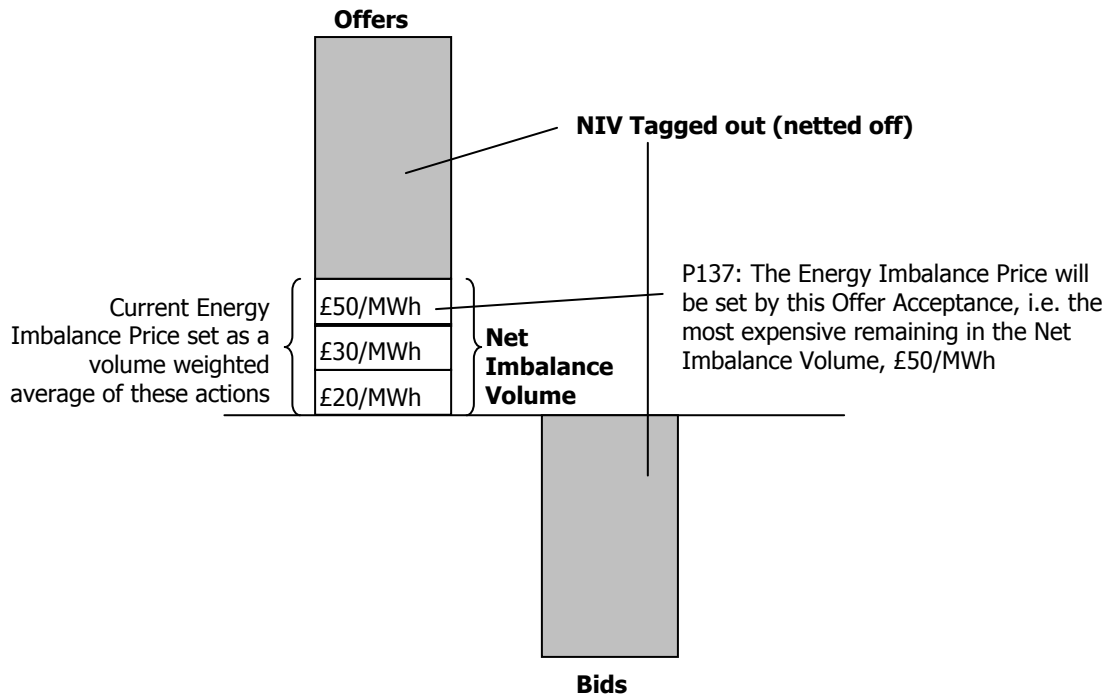 Offers
NIV Tagged out (netted off)
Current Energy
Imbalance Price set as a
volume weighted
average of these actions
£50/MWh
£30/MWh
£20/MWh
Net
Imbalance
Volume
P137: The Energy Imbalance Price will
be set by this Offer Acceptance, i.e. the
most expensive remaining in the Net
Imbalance Volume, £50/MWh
Bids